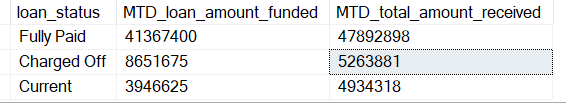 loan_status MTD_loan_amount_funded MTD_total_amount_received
Fully Paid 41367400 47892898
Charged Off 8651675 5263881
Current 3946625 4934318